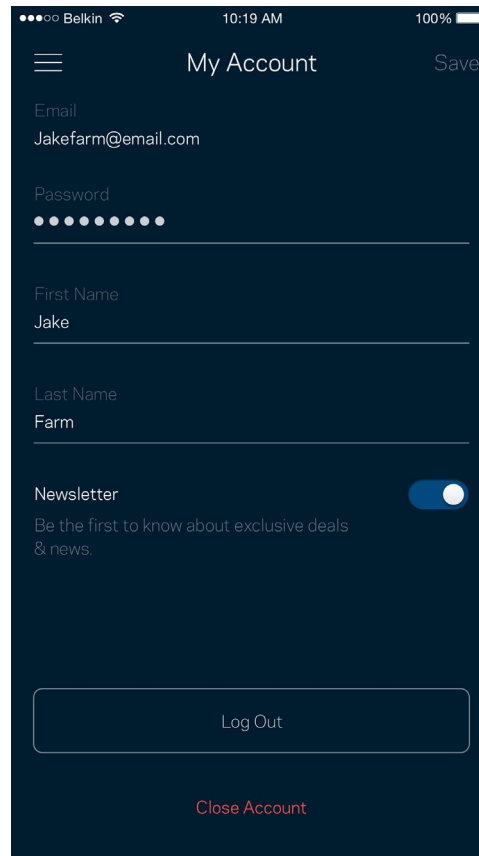 Belkin 10:19 AM 100%
My Account Save
Email
Jakefarm@email.com
Password
First Name
Jake
Last Name
Farm
Newsletter
Be the first to know about exclusive deals
& news.
Log Out
Close Account